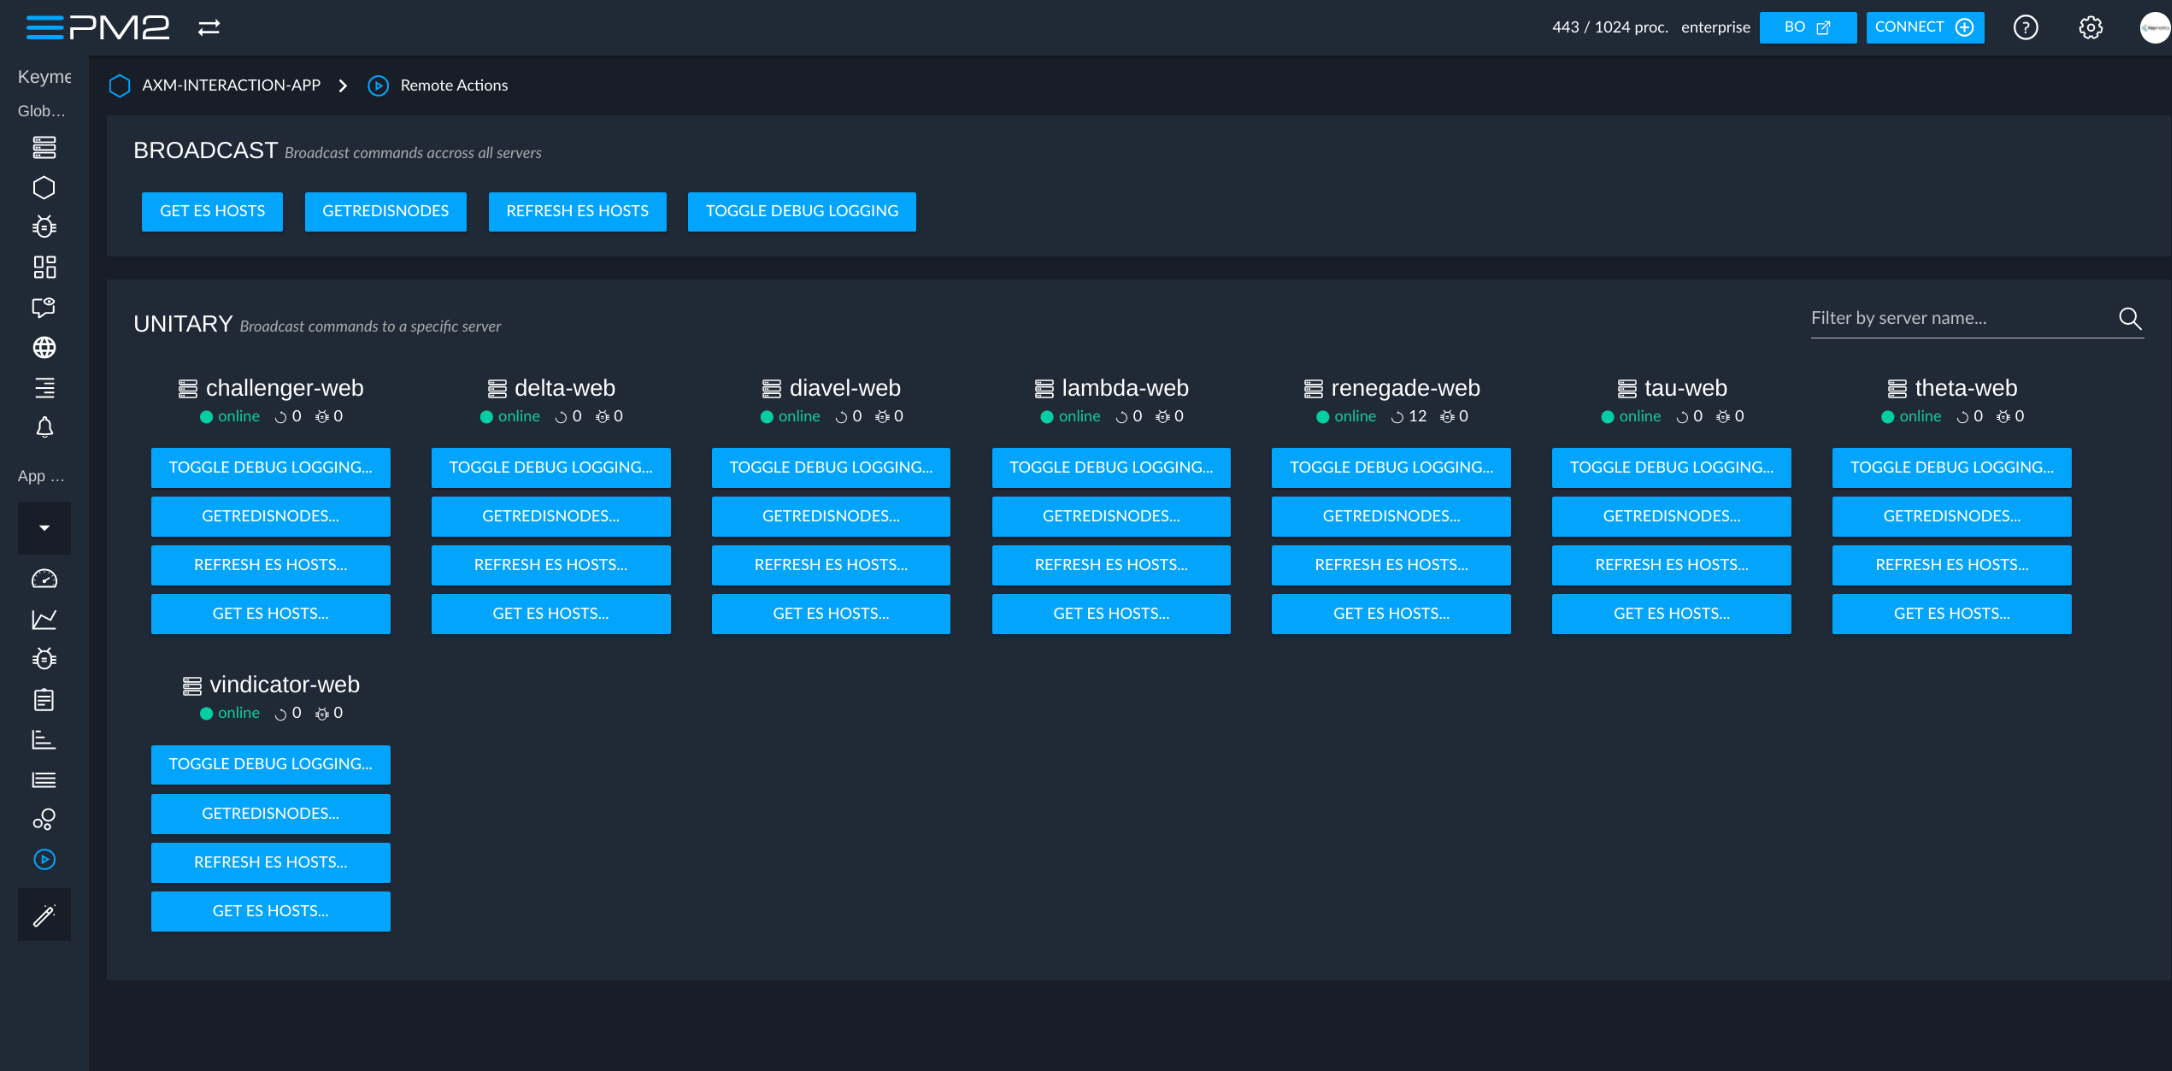 PM2 443 / 1024 proc. enterprise BO CONNECT
Keyme
Glob...
App ...
AXM-INTERACTION-APP Remote Actions
BROADCAST Broadcast commands accross all servers
GET ES HOSTS GETREDISNODES REFRESH ES HOSTS TOGGLE DEBUG LOGGING
UNITARY Broadcast commands to a specific server
Filter by server name...
challenger-web delta-web diavel-web lambda-web renegade-web tau-web theta-web
online 0 0 online 0 0 online 0 0 online 0 0 online 12 0 online 0 0 online 0 0
TOGGLE DEBUG LOGGING... TOGGLE DEBUG LOGGING... TOGGLE DEBUG LOGGING... TOGGLE DEBUG LOGGING... TOGGLE DEBUG LOGGING... TOGGLE DEBUG LOGGING... TOGGLE DEBUG LOGGING...
GETREDISNODES... GETREDISNODES... GETREDISNODES... GETREDISNODES... GETREDISNODES... GETREDISNODES... GETREDISNODES...
REFRESH ES HOSTS... REFRESH ES HOSTS... REFRESH ES HOSTS... REFRESH ES HOSTS... REFRESH ES HOSTS... REFRESH ES HOSTS... REFRESH ES HOSTS...
GET ES HOSTS... GET ES HOSTS... GET ES HOSTS... GET ES HOSTS... GET ES HOSTS... GET ES HOSTS... GET ES HOSTS...
vindicator-web
online 0 0
TOGGLE DEBUG LOGGING...
GETREDISNODES...
REFRESH ES HOSTS...
GET ES HOSTS...